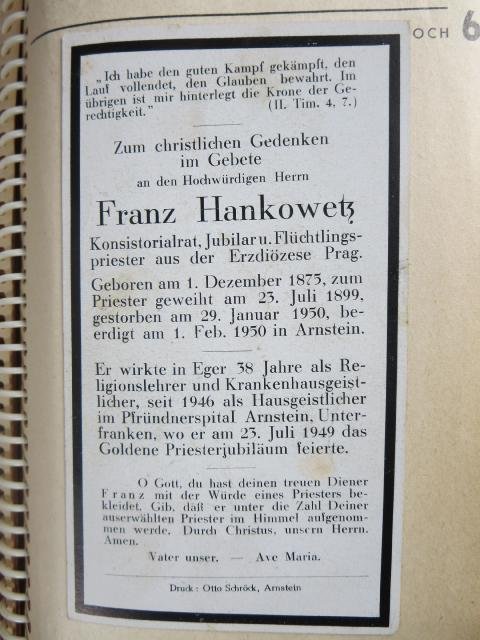 OCH 6
„Ich habe den guten Kampf gekämpft, den
Lauf vollendet, den Glauben bewahrt. Im
übrigen ist mir hinterlegt die Krone der Ge-
rechtigkeit." (II. Tim. 4, 7.)
Zum christlichen Gedenken
im Gebete
an den Hochwürdigen Herrn
Franz Hankowetz
Konsistorialrat, Jubilar u. Flüchtlings-
priester aus der Erzdiözese Prag.
Geboren am 1. Dezember 1875, zum
Priester geweiht am 23. Juli 1899,
gestorben am 29. Januar 1950, be-
erdigt am 1. Feb. 1950 in Arnstein.
Er wirkte in Eger 38 Jahre als Re-
ligionslehrer und Krankenhausgeist-
licher, seit 1946 als Hausgeistlicher
im Pfründnerspital Arnstein, Unter-
franken, wo er am 23. Juli 1949 das
Goldene Priesterjubiläum feierte.
O Gott, du hast deinen treuen Diener
Franz mit der Würde eines Priesters be-
kleidet. Gib, daß er unter die Zahl Deiner
auserwählten Priester im Himmel aufgenom-
men werde. Durch Christus, unsern Herrn.
Amen.
Vater unser. — Ave Maria.
Druck: Otto Schröck, Arnstein